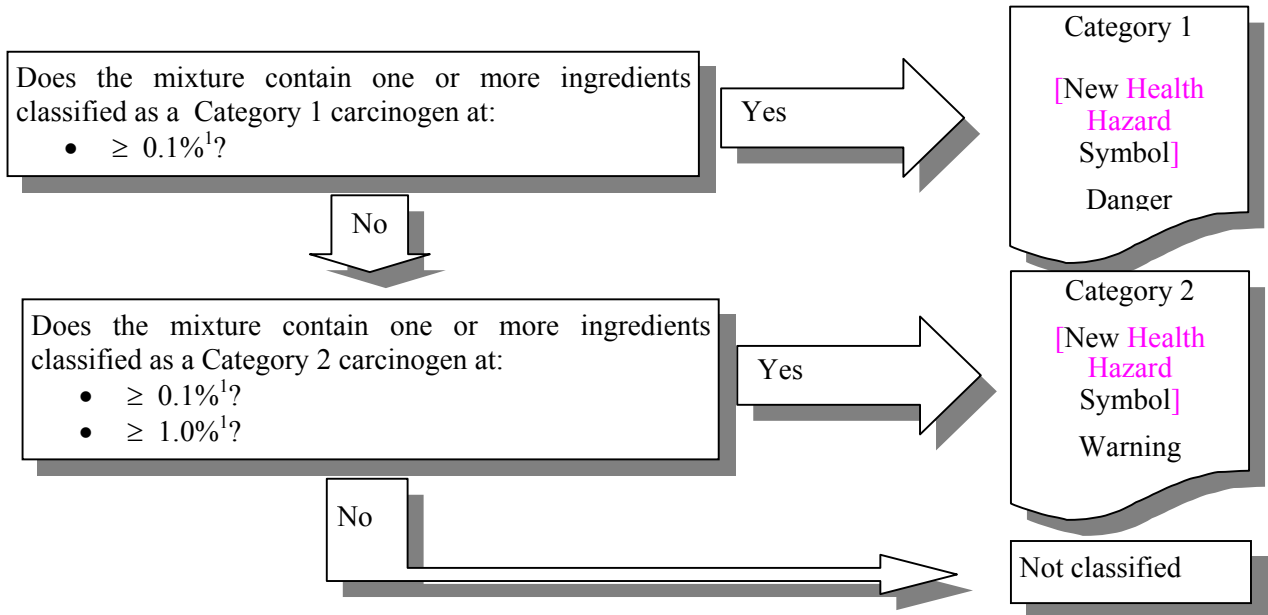 Does the mixture contain one or more ingredients
classified as a Category 1 carcinogen at:
• ≥ 0.1%¹?
Yes
Category 1
[New Health
Hazard
Symbol]
Danger
No
Does the mixture contain one or more ingredients
classified as a Category 2 carcinogen at:
• ≥ 0.1%¹?
• ≥ 1.0%¹?
Yes
Category 2
[New Health
Hazard
Symbol]
Warning
No
Not classified